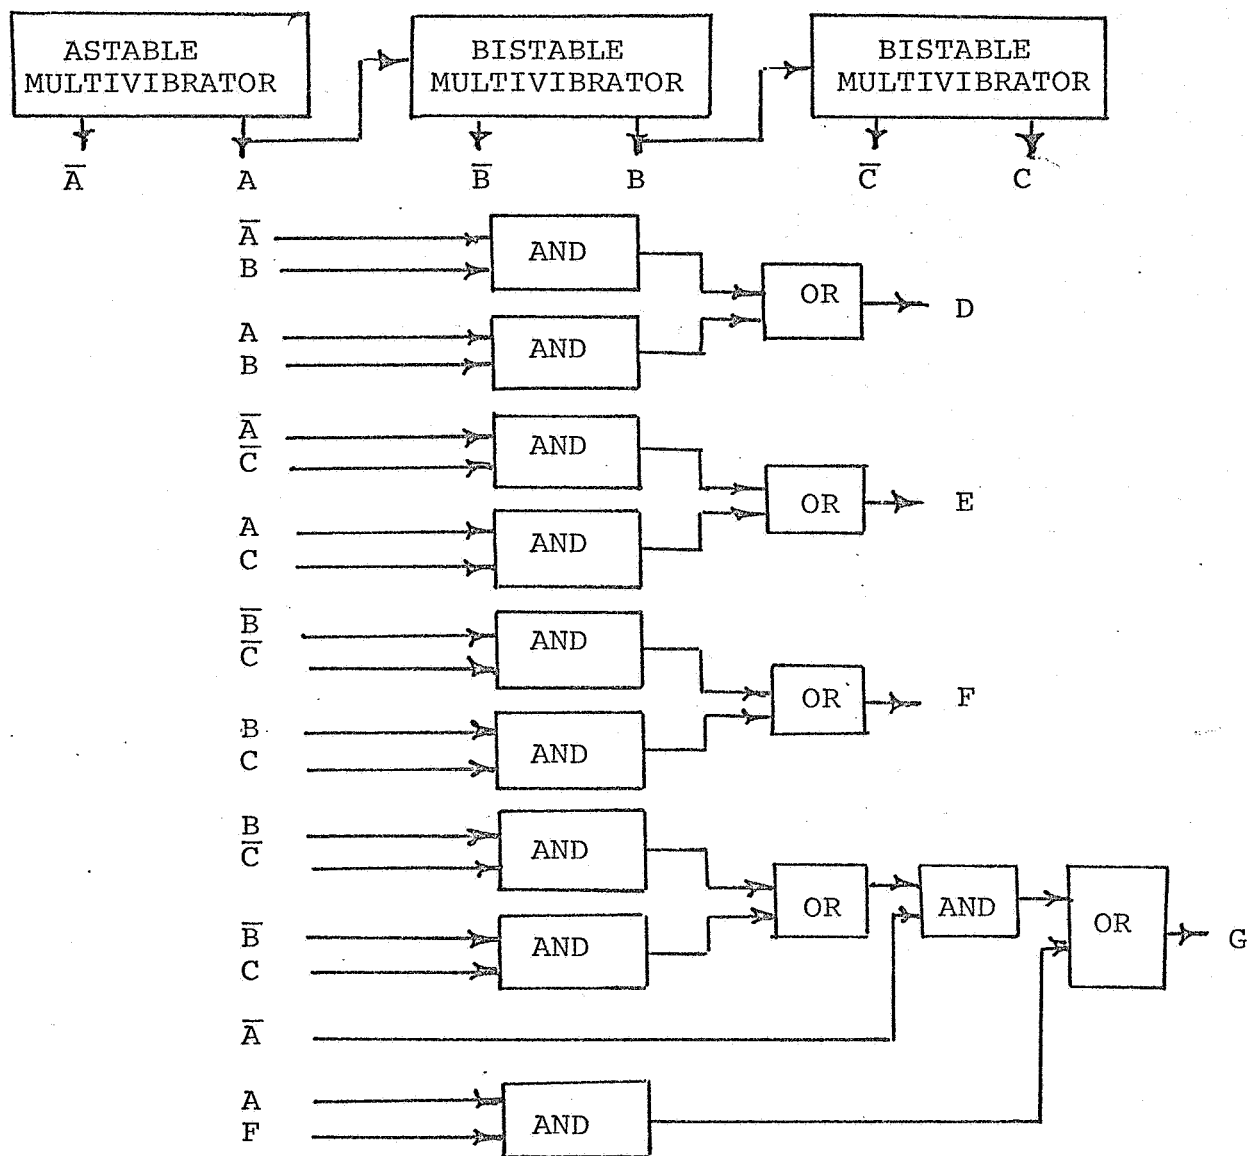 ASTABLE MULTIVIBRATOR
BISTABLE MULTIVIBRATOR
BISTABLE MULTIVIBRATOR
A̅ A B̅ B C̅ C
A̅
B
AND
A
B
AND
OR
D
A̅
C̅
AND
A
C
AND
OR
E
B̅
C̅
AND
B
C
AND
OR
F
B
C̅
AND
B̅
C
AND
OR
A̅
AND
A
F
AND
OR
G